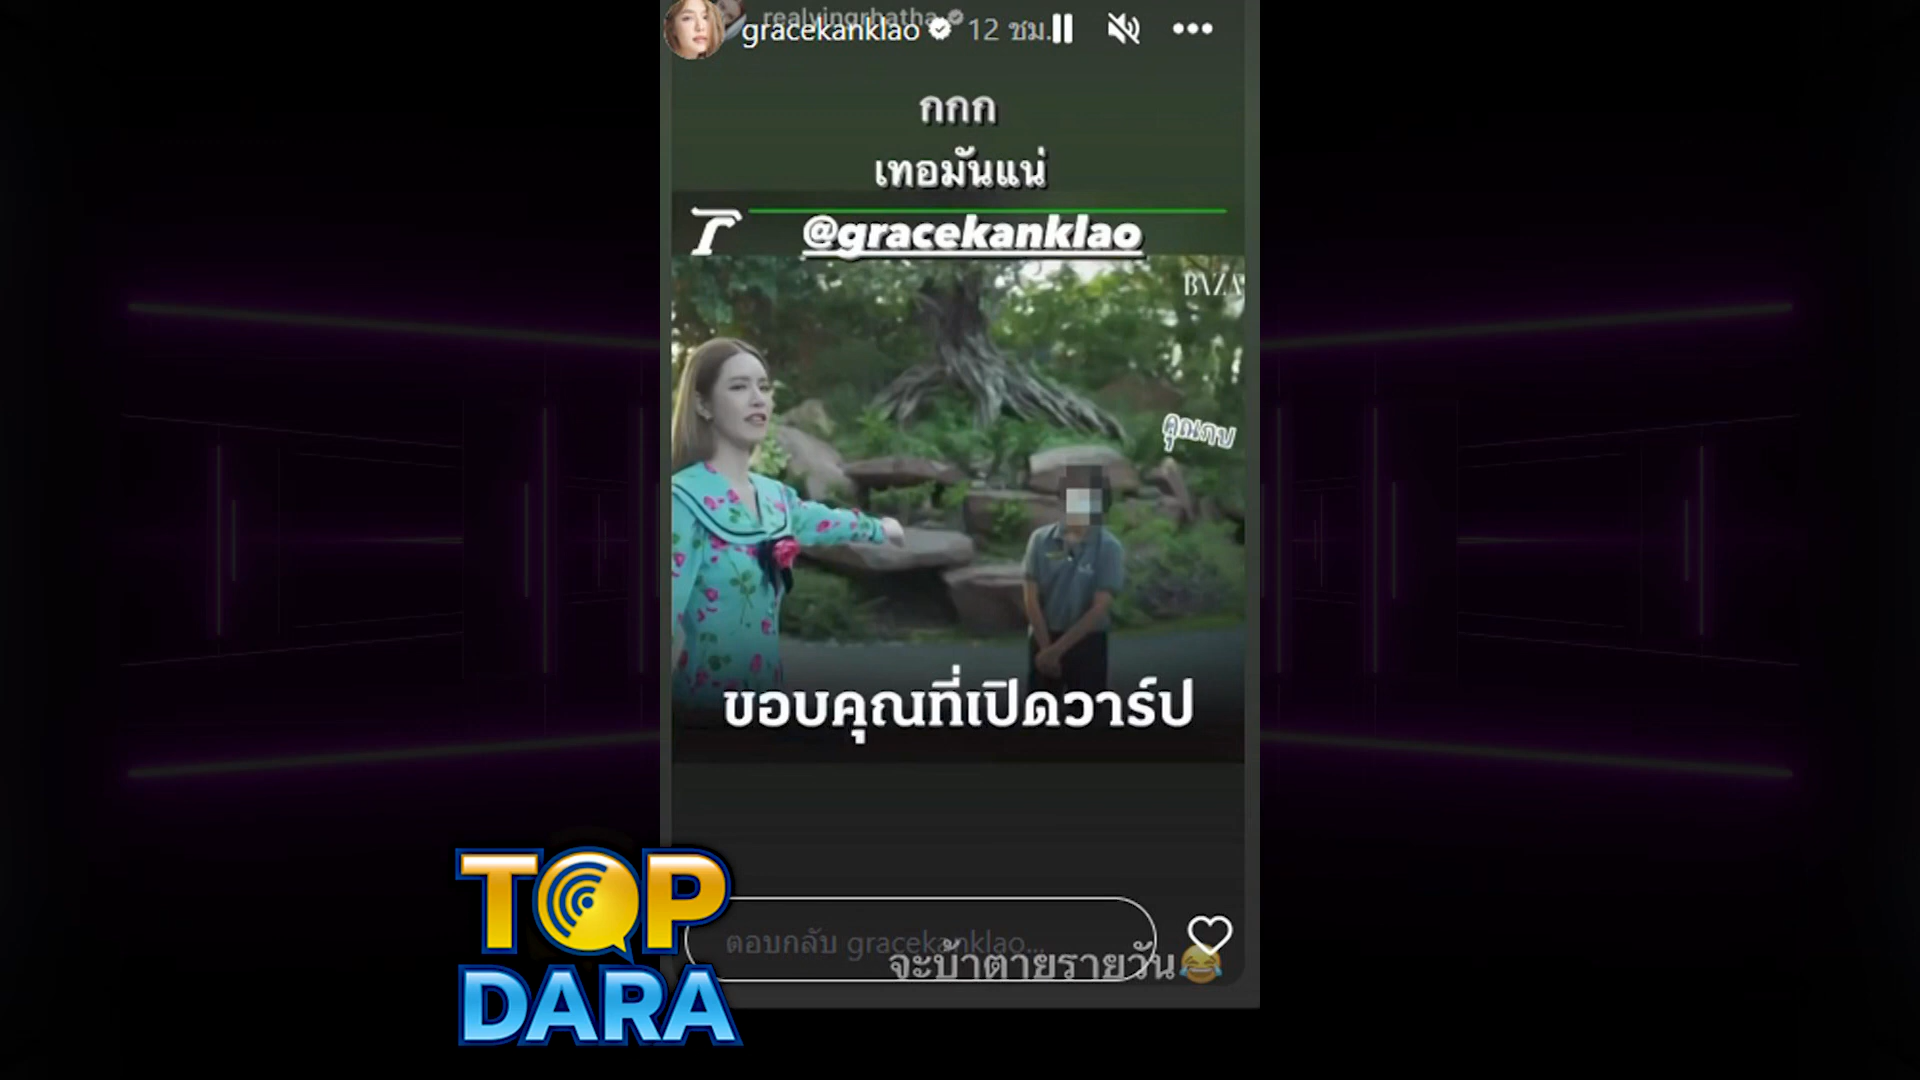 realyingrhatha
gracekanklao 12 ชม.
กกก
เทอมันแน่
@gracekanklao
BAZA
คุณกบ
ขอบคุณที่เปิดวาร์ป
ตอบกลับ gracekanklao...
จะบ้าตายรายวัน😂
TOP
DARA